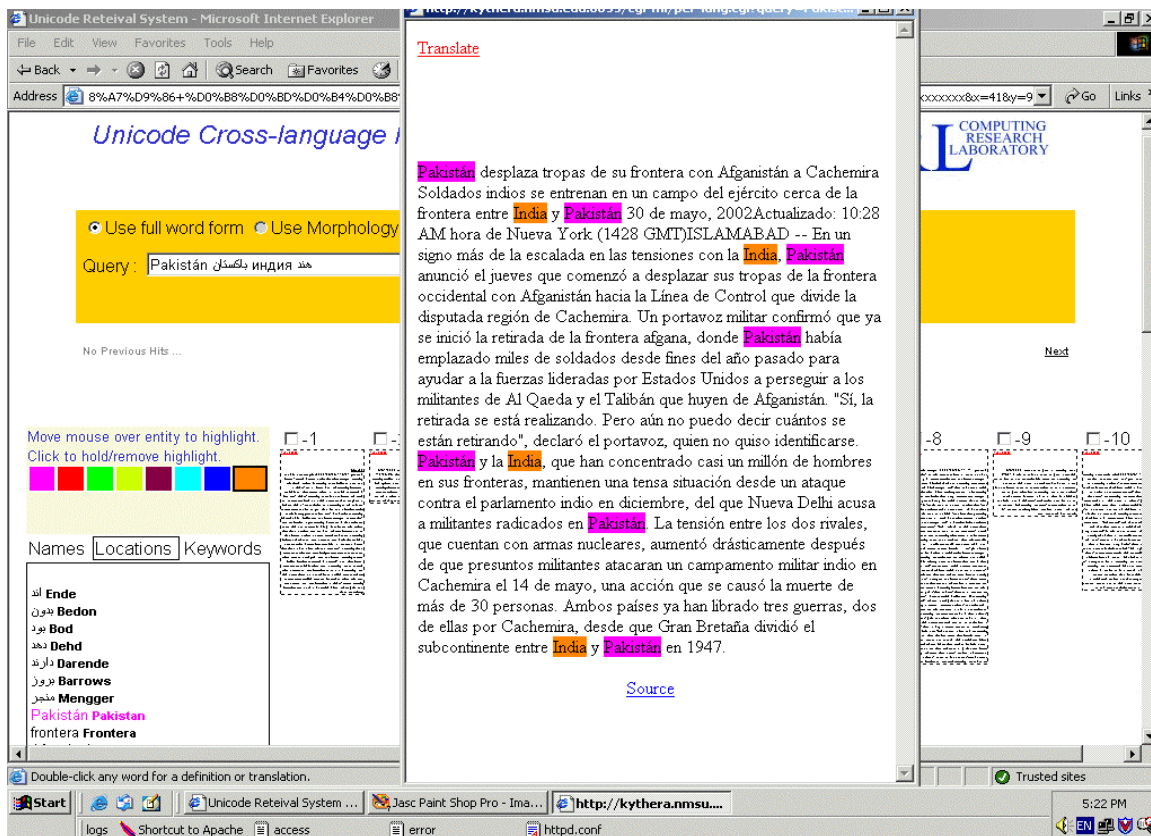 Unicode Reteival System - Microsoft Internet Explorer
File Edit View Favorites Tools Help
Back Search Favorites
Address 8%A7%D9%86+%D0%B8%D0%BD%D0%B4%D0%B8 xxxxxxx&x=41&y=9 Go Links
Unicode Cross-language
COMPUTING
RESEARCH
LABORATORY
Use full word form Use Morphology
Query : Pakistán باكستان индия هند
No Previous Hits ...
Next
Move mouse over entity to highlight.
Click to hold/remove highlight.
-1
-8 -9 -10
Names Locations Keywords
اند Ende
بدون Bedon
بود Bod
دهد Dehd
دارند Darende
بروز Barrows
منجر Mengger
Pakistán Pakistan
frontera Frontera
Translate
Pakistán desplaza tropas de su frontera con Afganistán a Cachemira
Soldados indios se entrenan en un campo del ejército cerca de la
frontera entre India y Pakistán 30 de mayo, 2002Actualizado: 10:28
AM hora de Nueva York (1428 GMT)ISLAMABAD -- En un
signo más de la escalada en las tensiones con la India, Pakistán
anunció el jueves que comenzó a desplazar sus tropas de la frontera
occidental con Afganistán hacia la Línea de Control que divide la
disputada región de Cachemira. Un portavoz militar confirmó que ya
se inició la retirada de la frontera afgana, donde Pakistán había
emplazado miles de soldados desde fines del año pasado para
ayudar a la fuerzas lideradas por Estados Unidos a perseguir a los
militantes de Al Qaeda y el Talibán que huyen de Afganistán. "Sí, la
retirada se está realizando. Pero aún no puedo decir cuántos se
están retirando", declaró el portavoz, quien no quiso identificarse.
Pakistán y la India, que han concentrado casi un millón de hombres
en sus fronteras, mantienen una tensa situación desde un ataque
contra el parlamento indio en diciembre, del que Nueva Delhi acusa
a militantes radicados en Pakistán. La tensión entre los dos rivales,
que cuentan con armas nucleares, aumentó drásticamente después
de que presuntos militantes atacaran un campamento militar indio en
Cachemira el 14 de mayo, una acción que se causó la muerte de
más de 30 personas. Ambos países ya han librado tres guerras, dos
de ellas por Cachemira, desde que Gran Bretaña dividió el
subcontinente entre India y Pakistán en 1947.
Source
Double-click any word for a definition or translation.
Trusted sites
Start Unicode Reteival System ... Jasc Paint Shop Pro - Ima... http://kythera.nmsu.... 5:22 PM
logs Shortcut to Apache access error httpd.conf EN